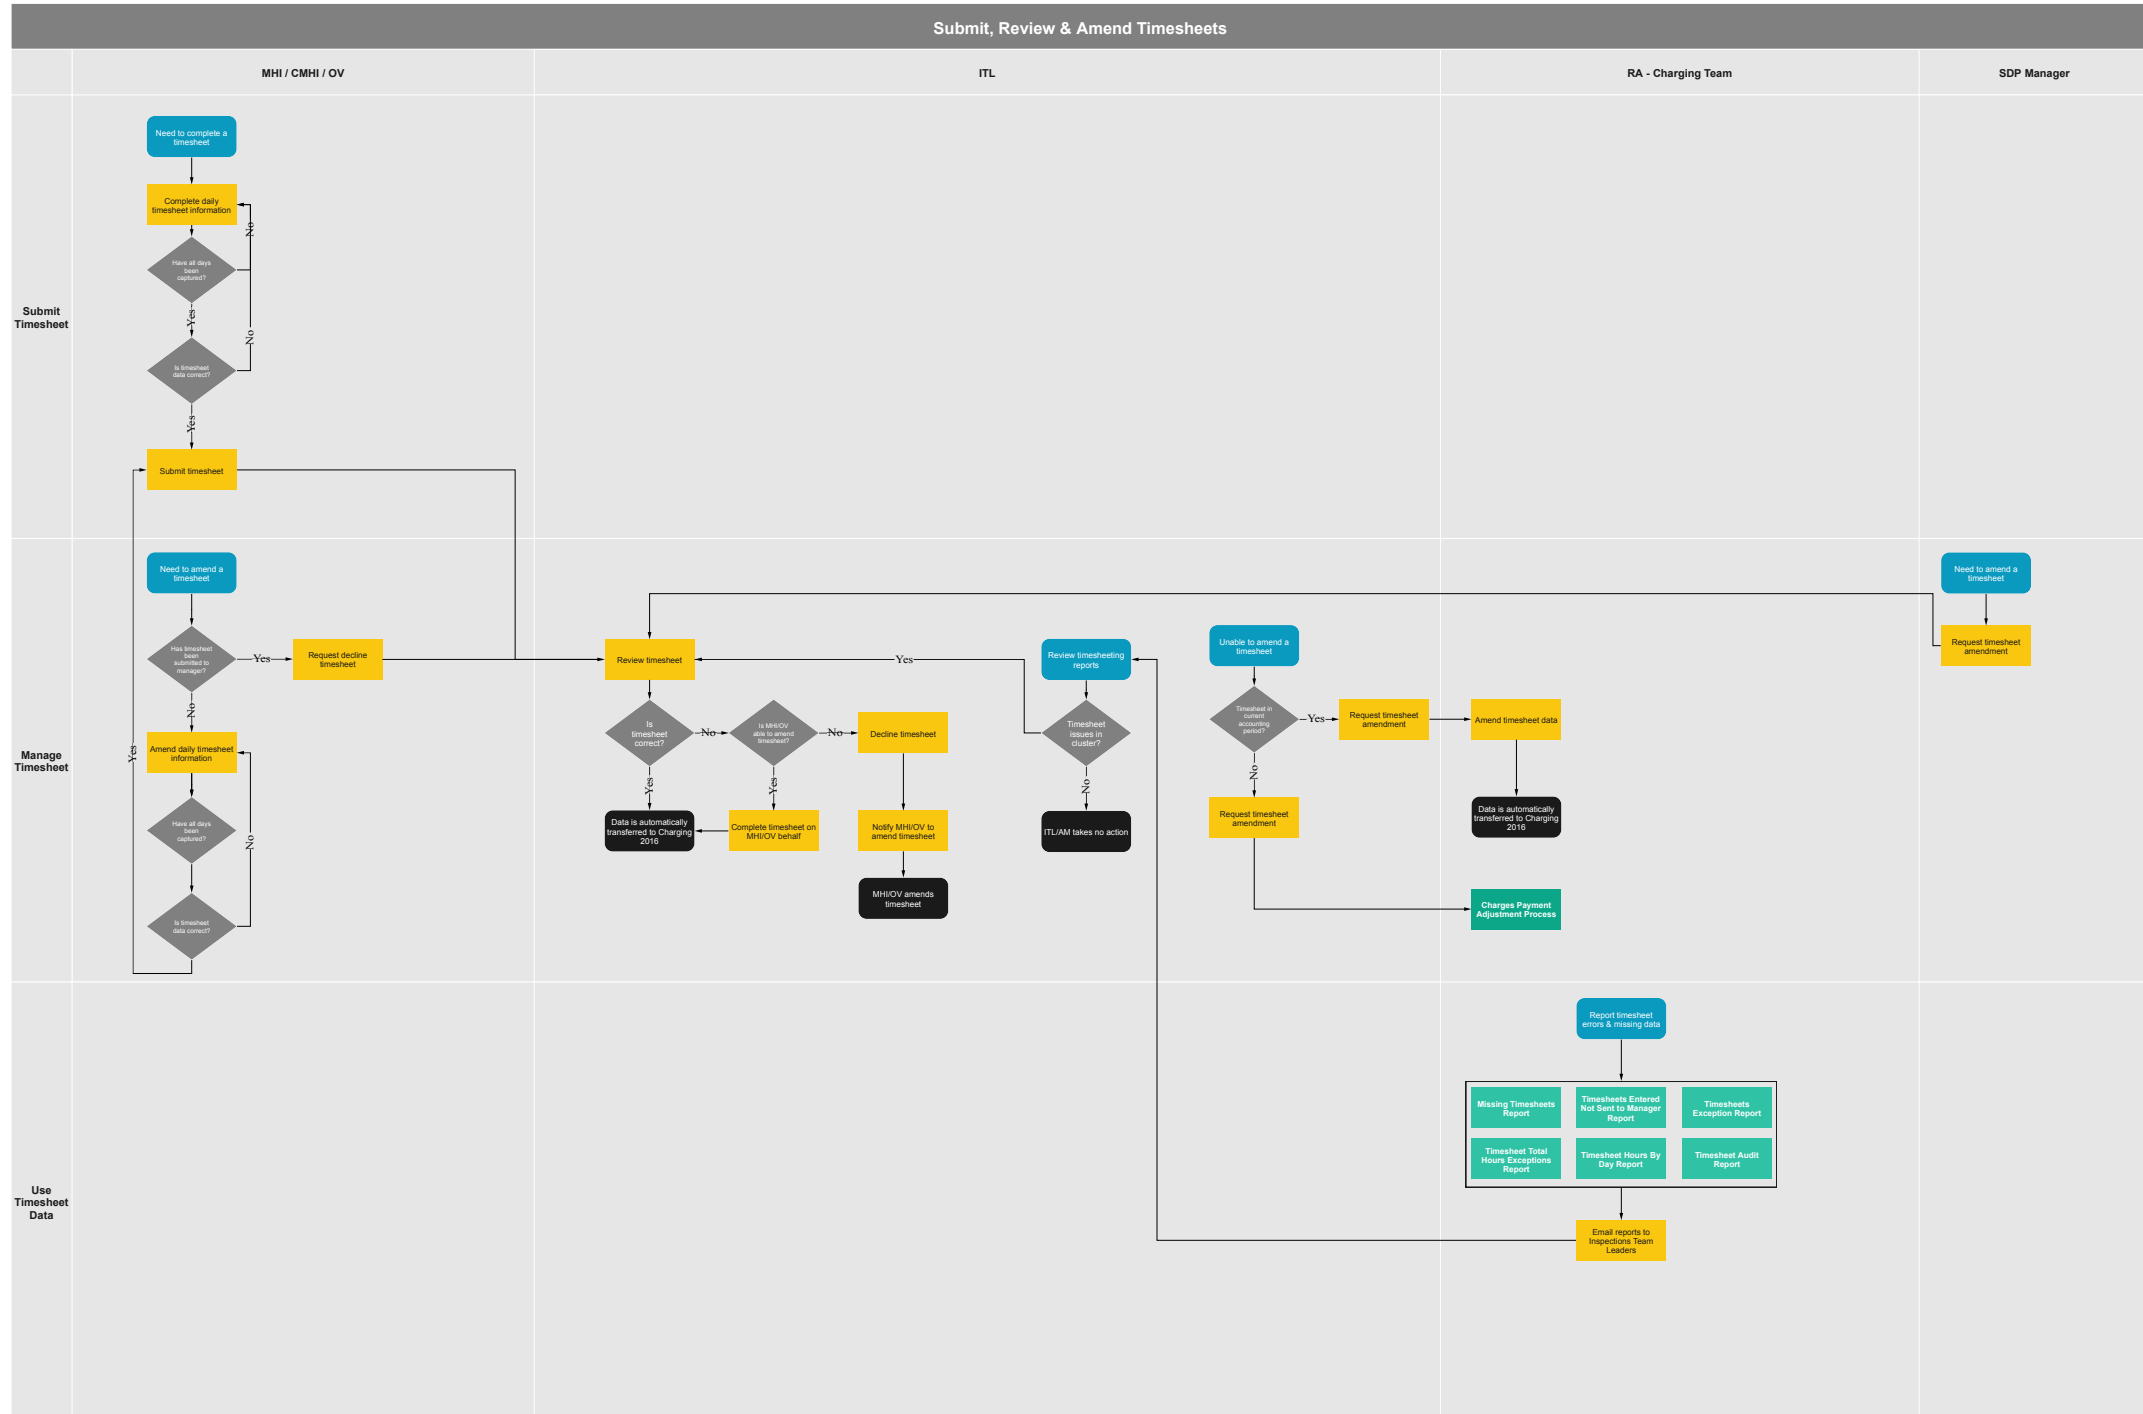 Submit, Review & Amend Timesheets
MHI / CMHI / OV
ITL
RA - Charging Team
SDP Manager
Submit
Timesheet
Need to complete a
timesheet
Complete daily
timesheet information
No
Have all days
been
captured?
Yes
No
Is timesheet
data correct?
Yes
Submit timesheet
Manage
Timesheet
Need to amend a
timesheet
Has timesheet
been
submitted to
manager?
Yes
Request decline
timesheet
No
Yes
Amend daily timesheet
information
Have all days
been
captured?
No
Is timesheet
data correct?
Review timesheet
Is
timesheet
correct?
No
Is MHI/OV
able to amend
timesheet?
No
Decline timesheet
Yes
Yes
Data is automatically
transferred to Charging
2016
Complete timesheet on
MHI/OV behalf
Notify MHI/OV to
amend timesheet
MHI/OV amends
timesheet
Yes
Review timesheeting
reports
Timesheet
issues in
cluster?
No
ITL/AM takes no action
Unable to amend a
timesheet
Timesheet in
current
accounting
period?
Yes
Request timesheet
amendment
No
Request timesheet
amendment
Amend timesheet data
Data is automatically
transferred to Charging
2016
Charges Payment
Adjustment Process
Need to amend a
timesheet
Request timesheet
amendment
Use
Timesheet
Data
Report timesheet
errors & missing data
Missing Timesheets
Report
Timesheets Entered
Not Sent to Manager
Report
Timesheets
Exception Report
Timesheet Total
Hours Exceptions
Report
Timesheet Hours By
Day Report
Timesheet Audit
Report
Email reports to
Inspections Team
Leaders